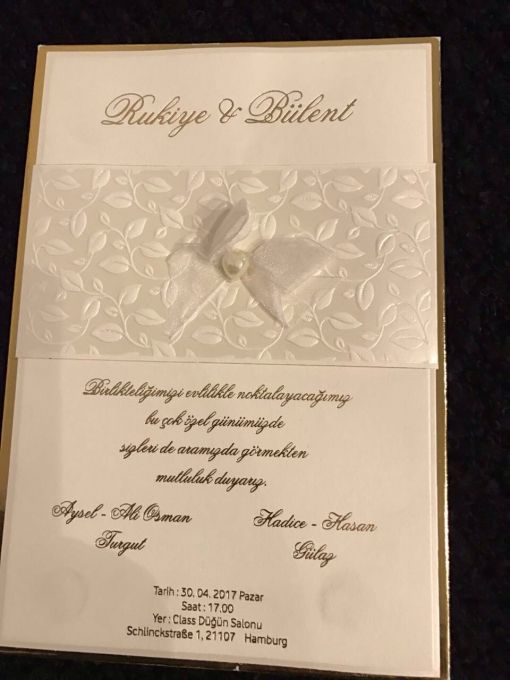 Rukiye & Bülent
Birlikteliğimizi evlilikle noktalayacağımız
bu çok özel günümüzde
sizleri de aramızda görmekten
mutluluk duyarız.
Aysel - Ali Osman
Turgut
Hadice - Hasan
Gülaz
Tarih : 30. 04. 2017 Pazar
Saat : 17.00
Yer : Class Düğün Salonu
Schlinckstraße 1, 21107 Hamburg